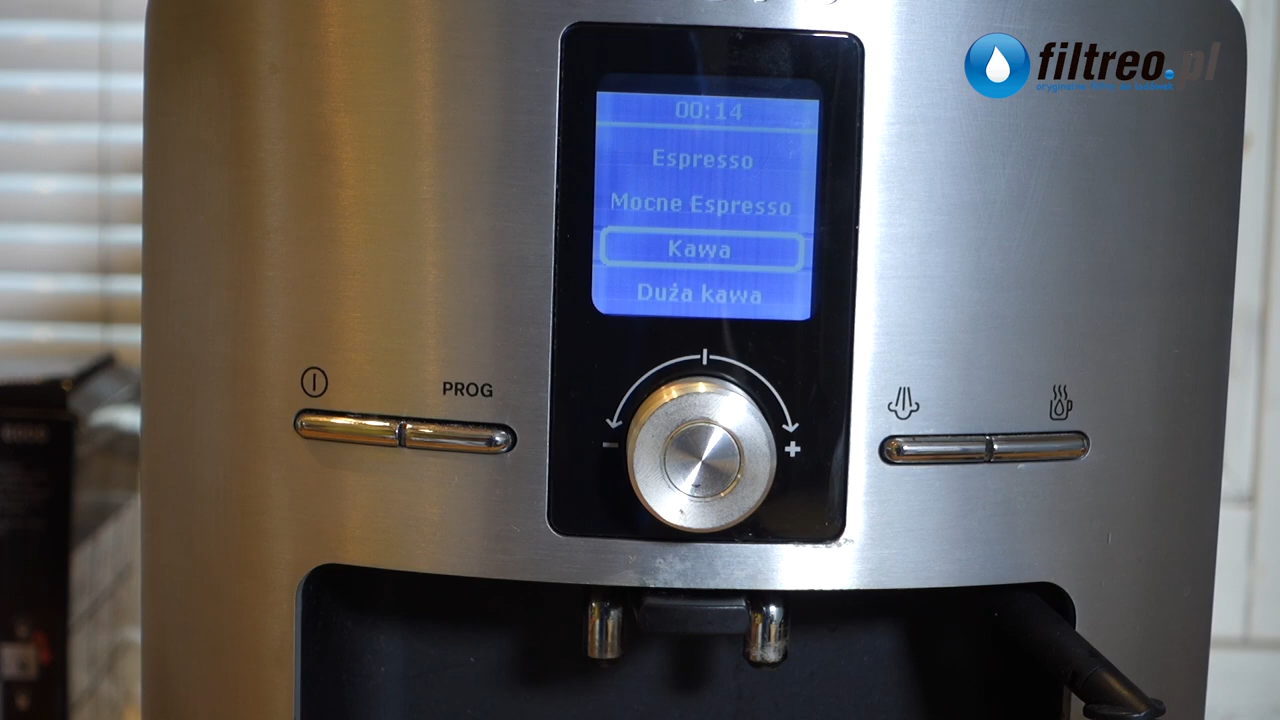 filtreo.pl
00:14
Espresso
Mocne Espresso
Kawa
Duża kawa
PROG
- +